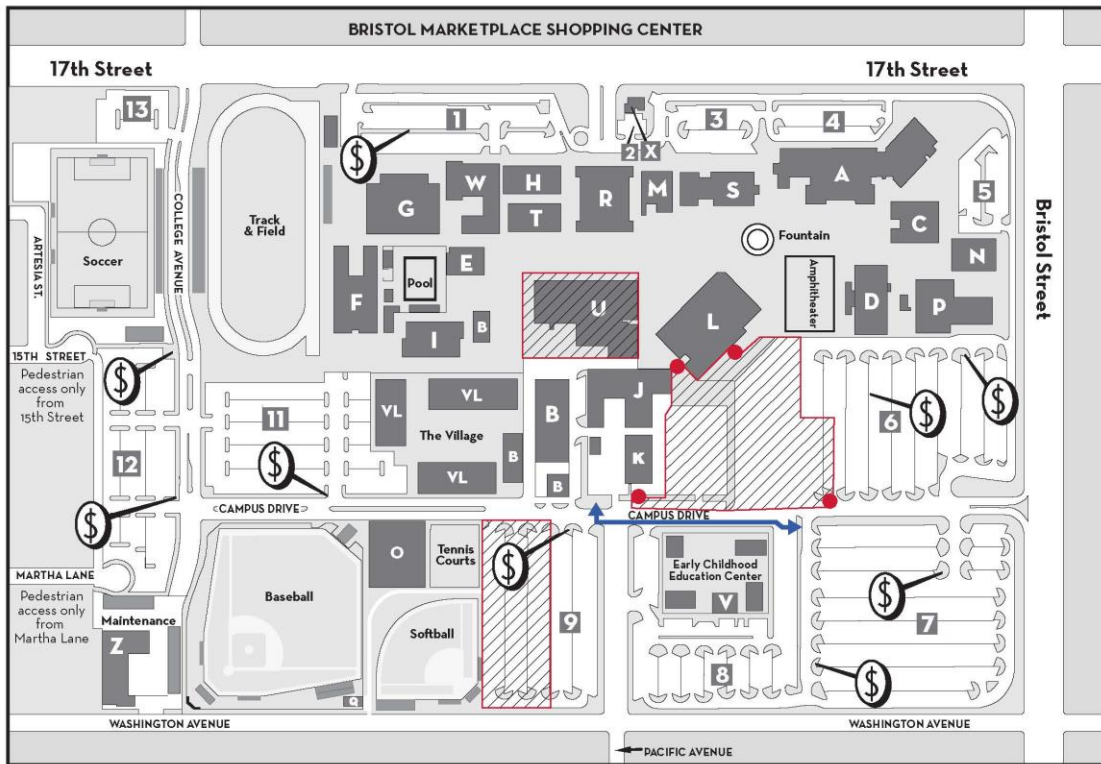 BRISTOL MARKETPLACE SHOPPING CENTER
17th Street
17th Street
13
1
2
X
3
4
5
$
W
H
T
R
M
S
A
G
C
N
Track
& Field
Soccer
COLLEGE AVENUE
ARTESIA ST.
Fountain
Bristol Street
E
F
Pool
I
B
U
L
Amphitheater
D
P
15TH STREET
Pedestrian
access only
from
15th Street
$
$
$
6
11
VL
VL
The Village
VL
B
B
B
J
K
12
$
$
CAMPUS DRIVE
CAMPUS DRIVE
MARTHA LANE
Pedestrian
access only
from
Martha Lane
Maintenance
Z
Baseball
O
Tennis
Courts
Softball
Q
$
9
Early Childhood
Education Center
V
8
$
7
$
WASHINGTON AVENUE
WASHINGTON AVENUE
PACIFIC AVENUE